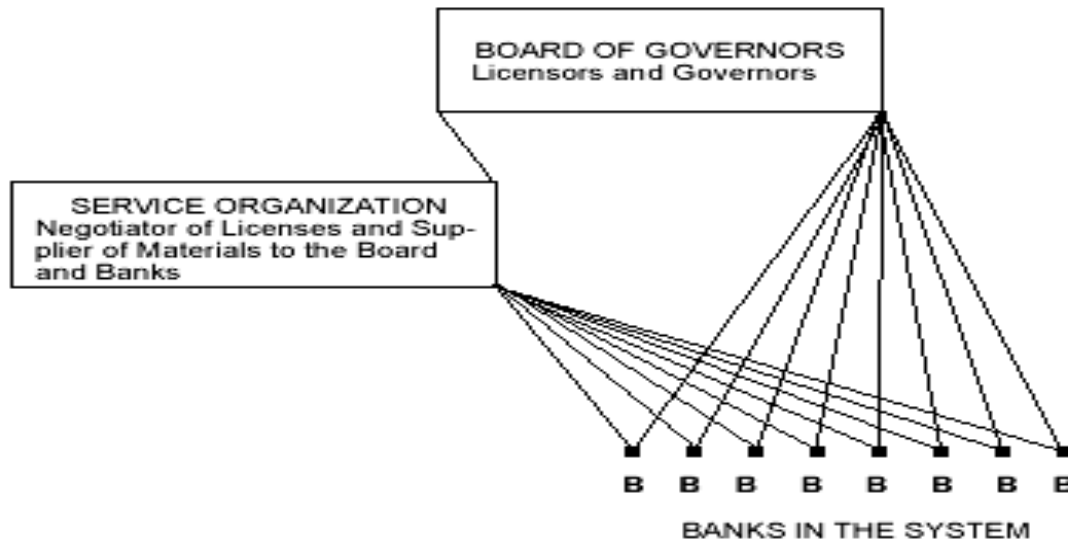 BOARD OF GOVERNORS
Licensors and Governors
SERVICE ORGANIZATION
Negotiator of Licenses and Sup-
plier of Materials to the Board
and Banks
B B B B B B B B
BANKS IN THE SYSTEM